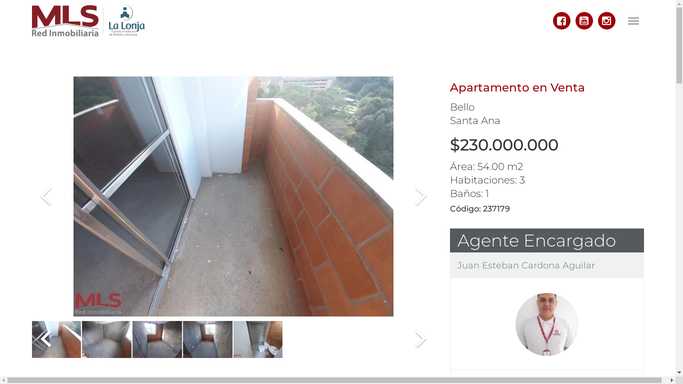 MLS
Red Inmobiliaria
La Lonja
Apartamento en Venta
Bello
Santa Ana
$230.000.000
Área: 54.00 m2
Habitaciones: 3
Baños: 1
Código: 237179
Agente Encargado
Juan Esteban Cardona Aguilar
MLS
Red Inmobiliaria